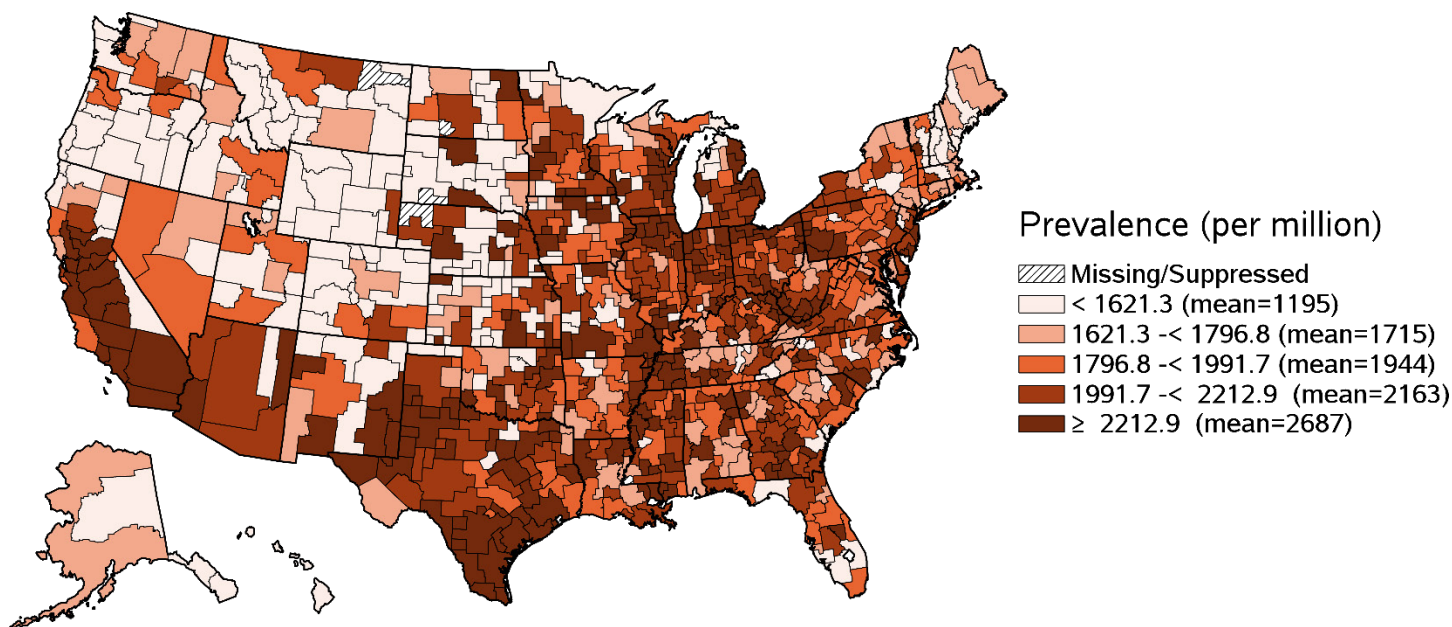 Prevalence (per million)
Missing/Suppressed
< 1621.3 (mean=1195)
1621.3 -< 1796.8 (mean=1715)
1796.8 -< 1991.7 (mean=1944)
1991.7 -< 2212.9 (mean=2163)
≥ 2212.9 (mean=2687)